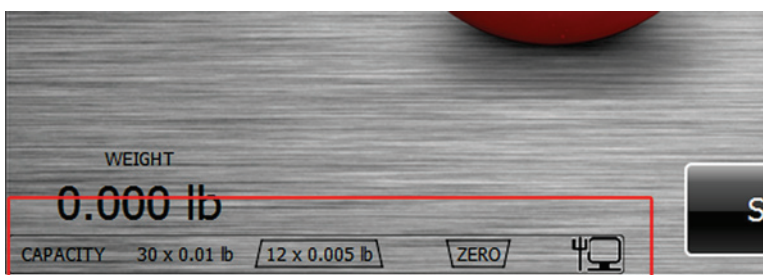 WEIGHT
0.000 lb
S
CAPACITY 30 x 0.01 lb 12 x 0.005 lb ZERO